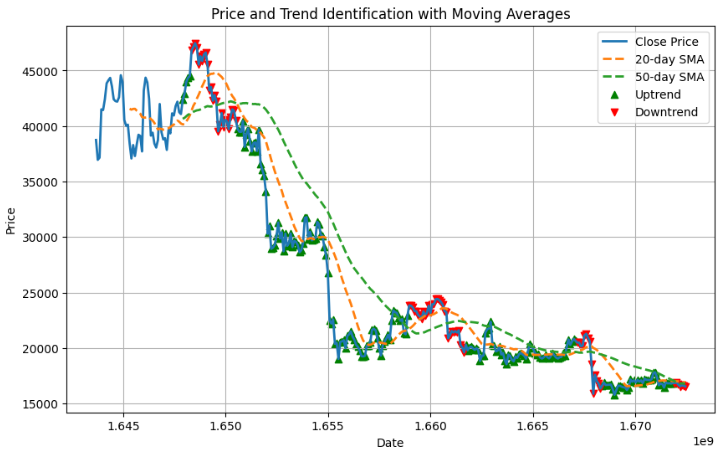 Price and Trend Identification with Moving Averages
Close Price
20-day SMA
50-day SMA
Uptrend
Downtrend
45000
40000
35000
30000
25000
20000
15000
Price
1.645
1.650
1.655
1.660
1.665
1.670
1e9
Date